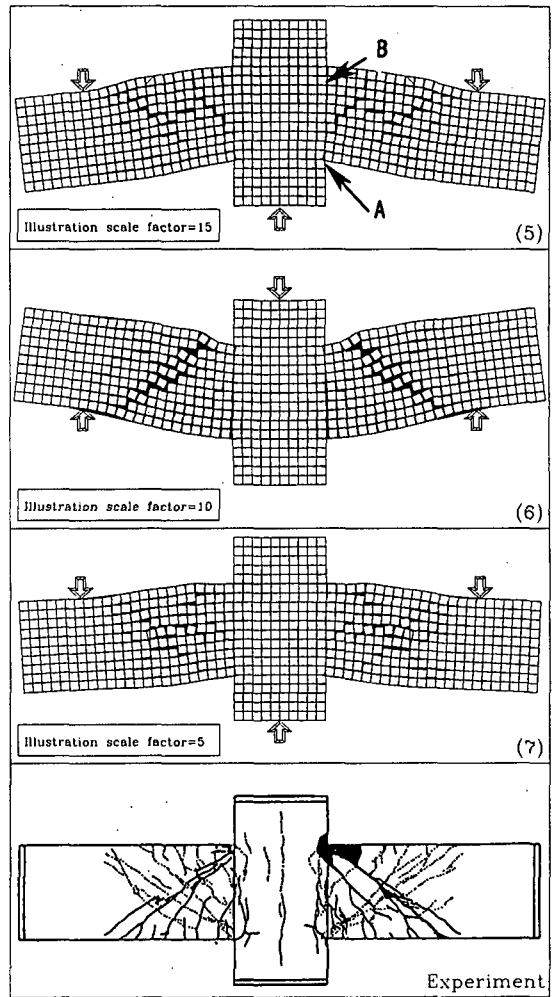 B
A
Illustration scale factor=15
(5)
Illustration scale factor=10
(6)
Illustration scale factor=5
(7)
Experiment